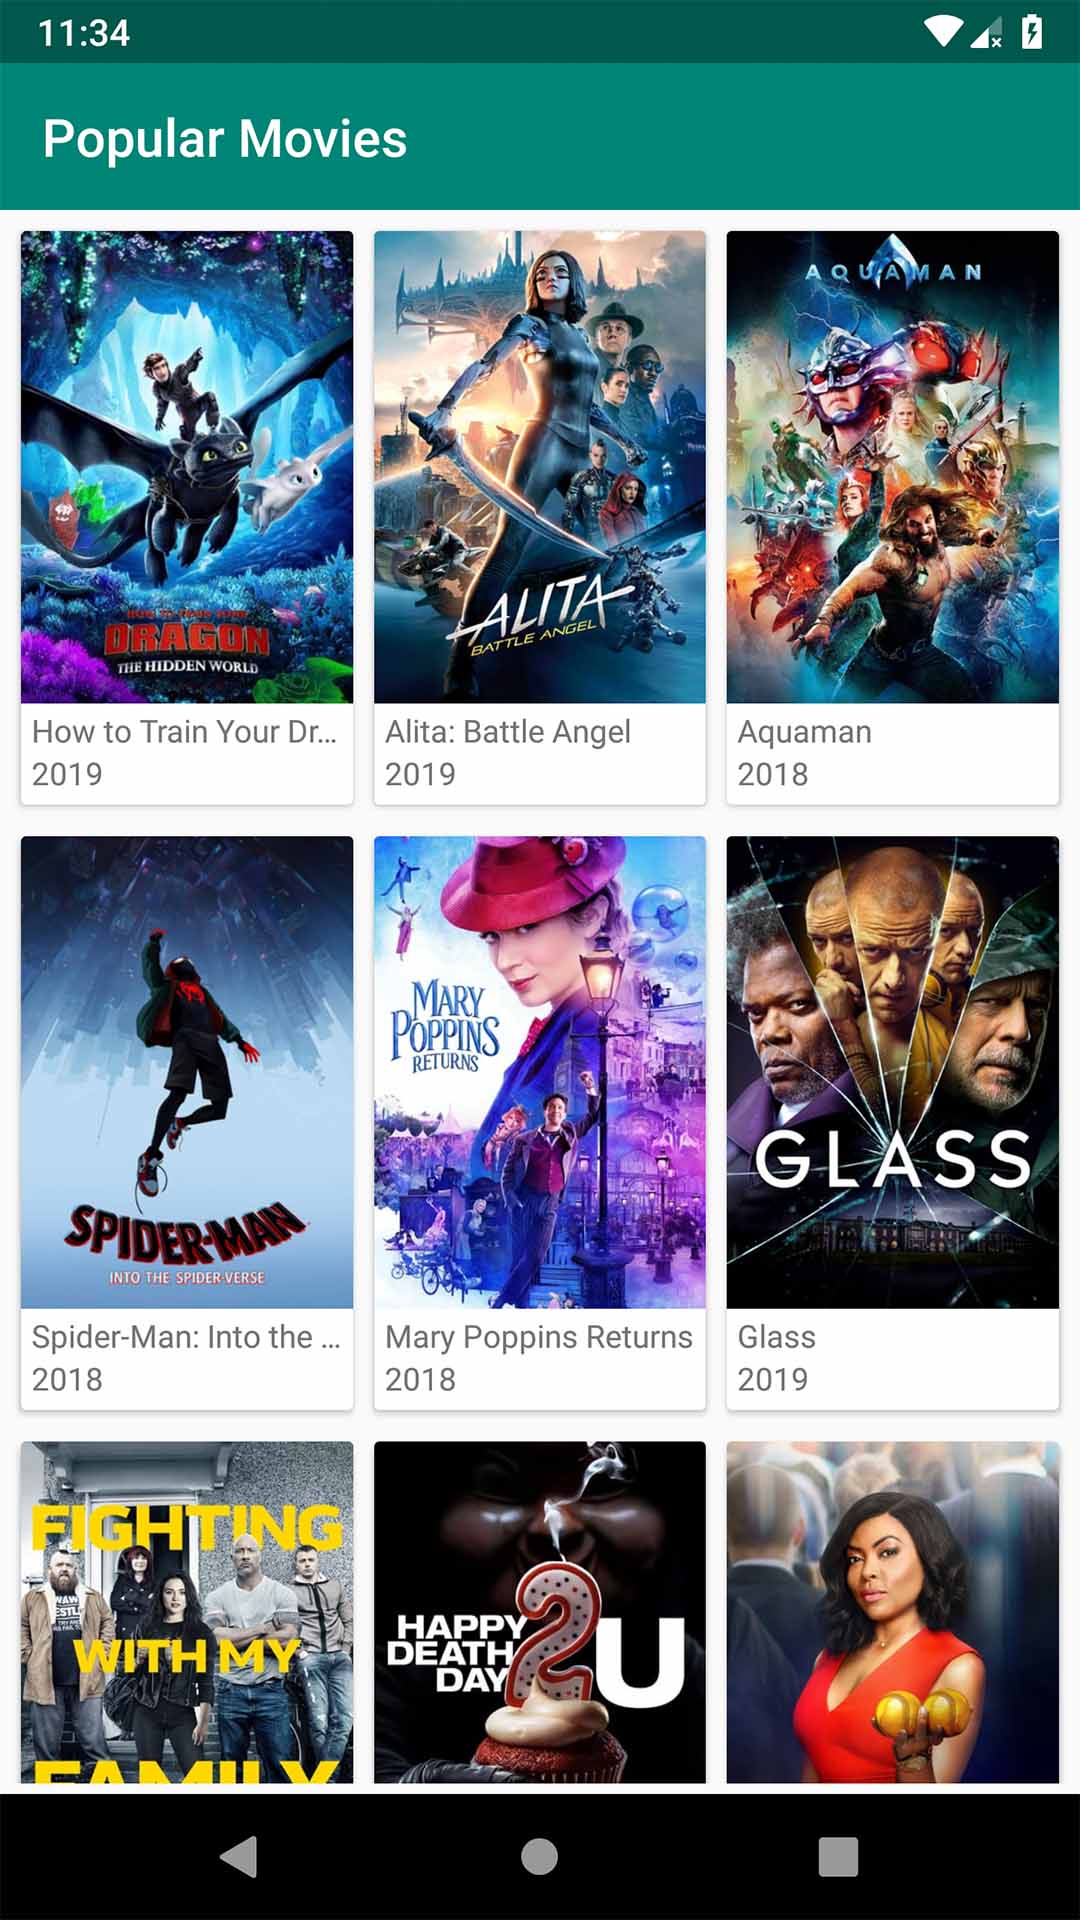 11:34
Popular Movies
HOW TO TRAIN YOUR
DRAGON
THE HIDDEN WORLD
How to Train Your Dr...
2019
ALITA
BATTLE ANGEL
Alita: Battle Angel
2019
AQUAMAN
Aquaman
2018
SPIDER-MAN
INTO THE SPIDER-VERSE
Spider-Man: Into the ...
2018
MARY
POPPINS
RETURNS
Mary Poppins Returns
2018
GLASS
Glass
2019
FIGHTING
WITH MY
FAMILY
HAPPY
DEATH
DAY
2U